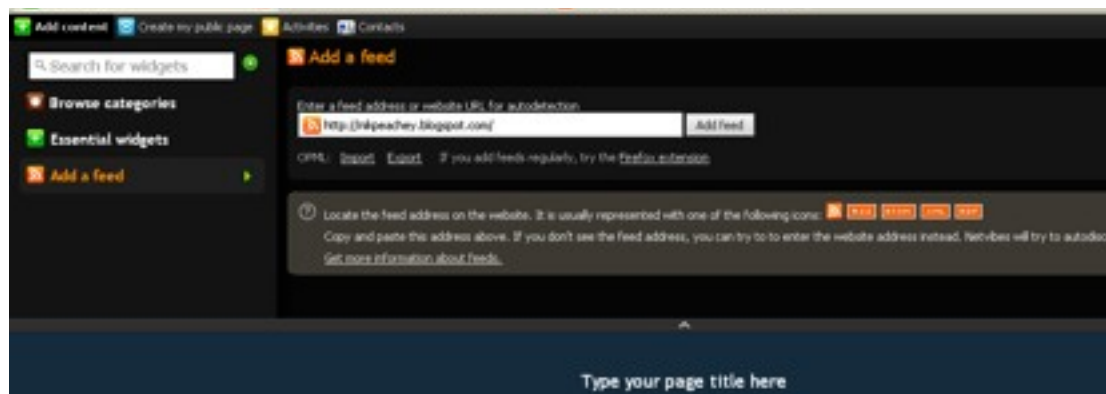 Add content Create my public page Activities Contacts
Search for widgets
Add a feed
Browse categories
Enter a feed address or website URL for autodetection
http://nikpeachey.blogspot.com/ Add feed
Essential widgets
OPML: Import Export If you add feeds regularly, try the Firefox extension
Add a feed
Locate the feed address on the website. It is usually represented with one of the following icons:
Copy and paste this address above. If you don't see the feed address, you can try to to enter the website address instead. Netvibes will try to autodec
Get more information about feeds.
Type your page title here